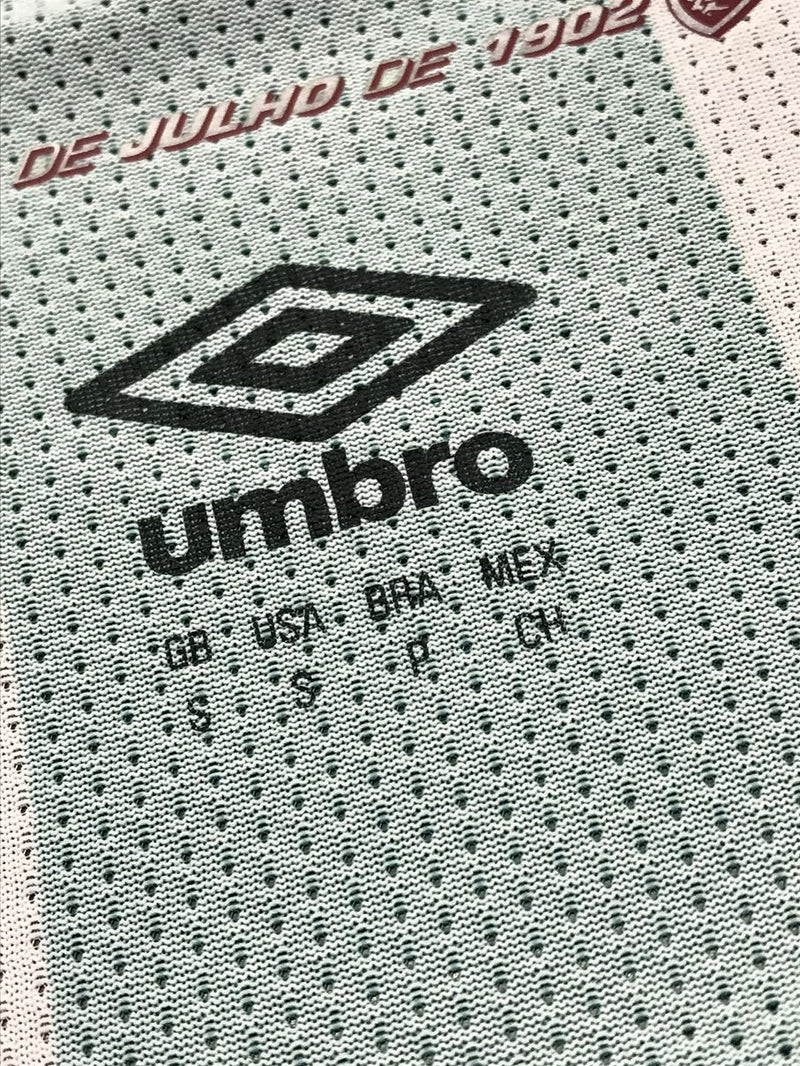 DE JULHO DE 1902
umbro
GB USA BRA MEX
S S P CH